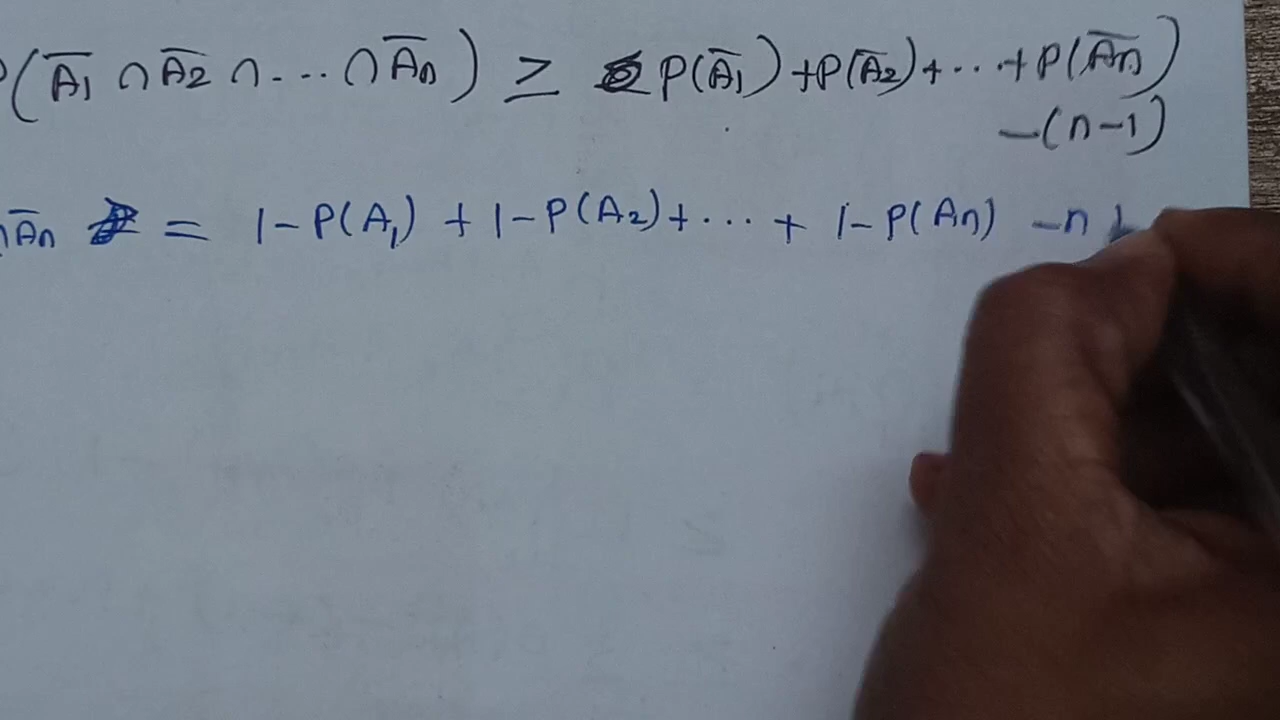 P(A̅1 ∩ A̅2 ∩ ... ∩ A̅n) ≥ P(A̅1) + P(A̅2) + ... + P(A̅n)
-(n-1)
∩ A̅n = 1-P(A1) + 1-P(A2) + ... + 1-P(An) -n